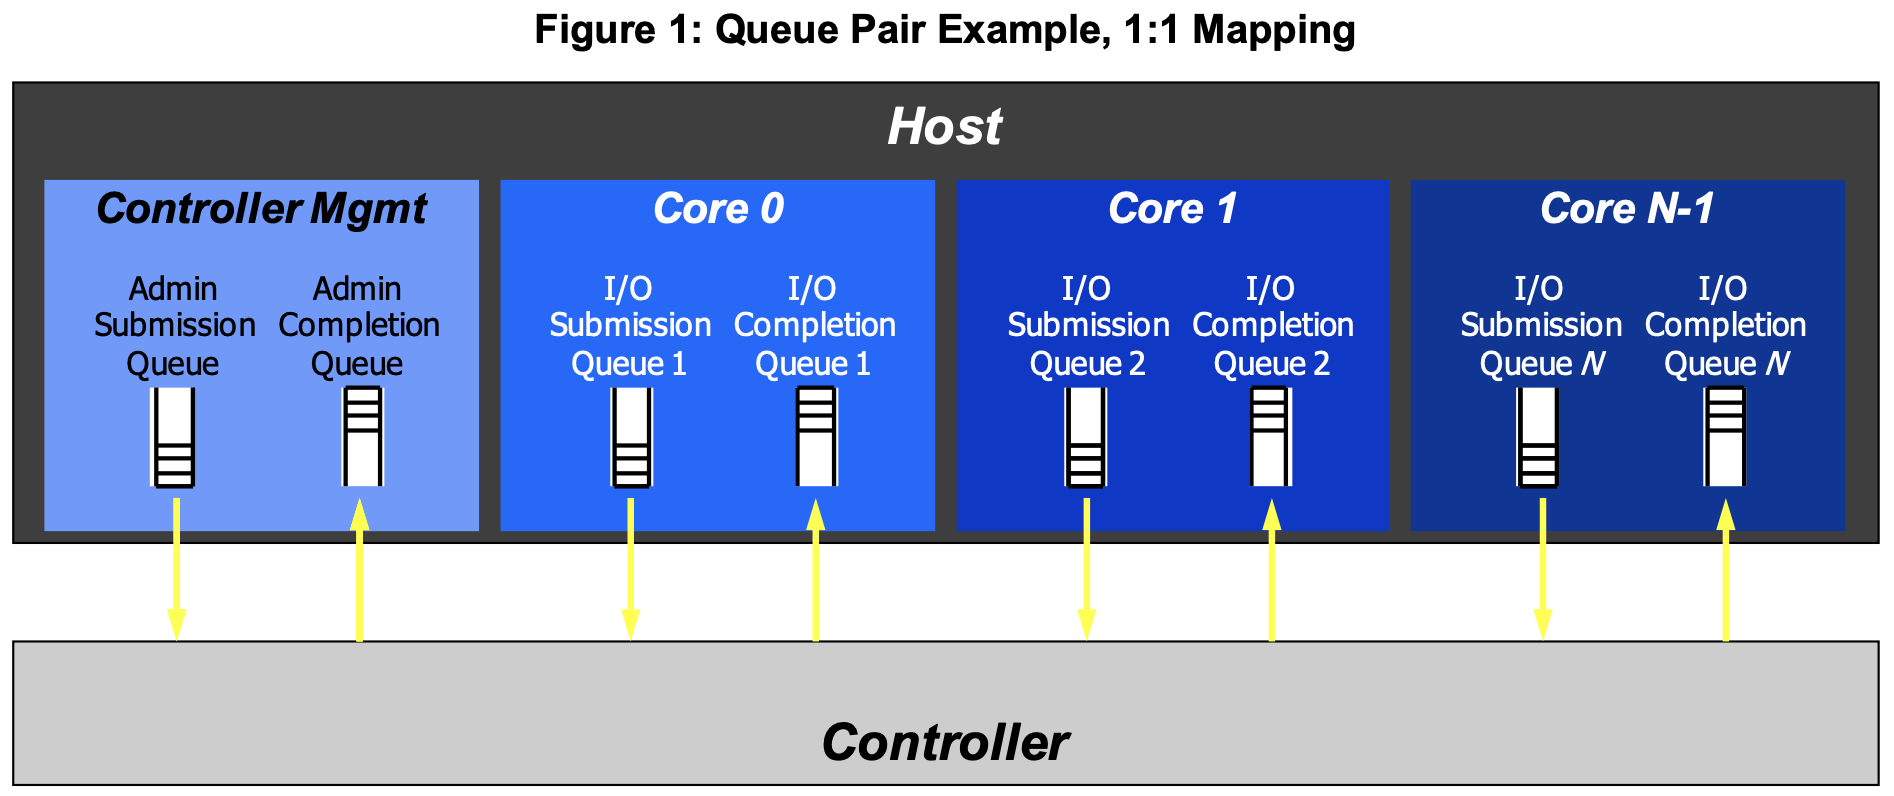 Figure 1: Queue Pair Example, 1:1 Mapping
Host
Controller Mgmt
Admin
Submission
Queue
Admin
Completion
Queue
Core 0
I/O
Submission
Queue 1
I/O
Completion
Queue 1
Core 1
I/O
Submission
Queue 2
I/O
Completion
Queue 2
Core N-1
I/O
Submission
Queue N
I/O
Completion
Queue N
Controller